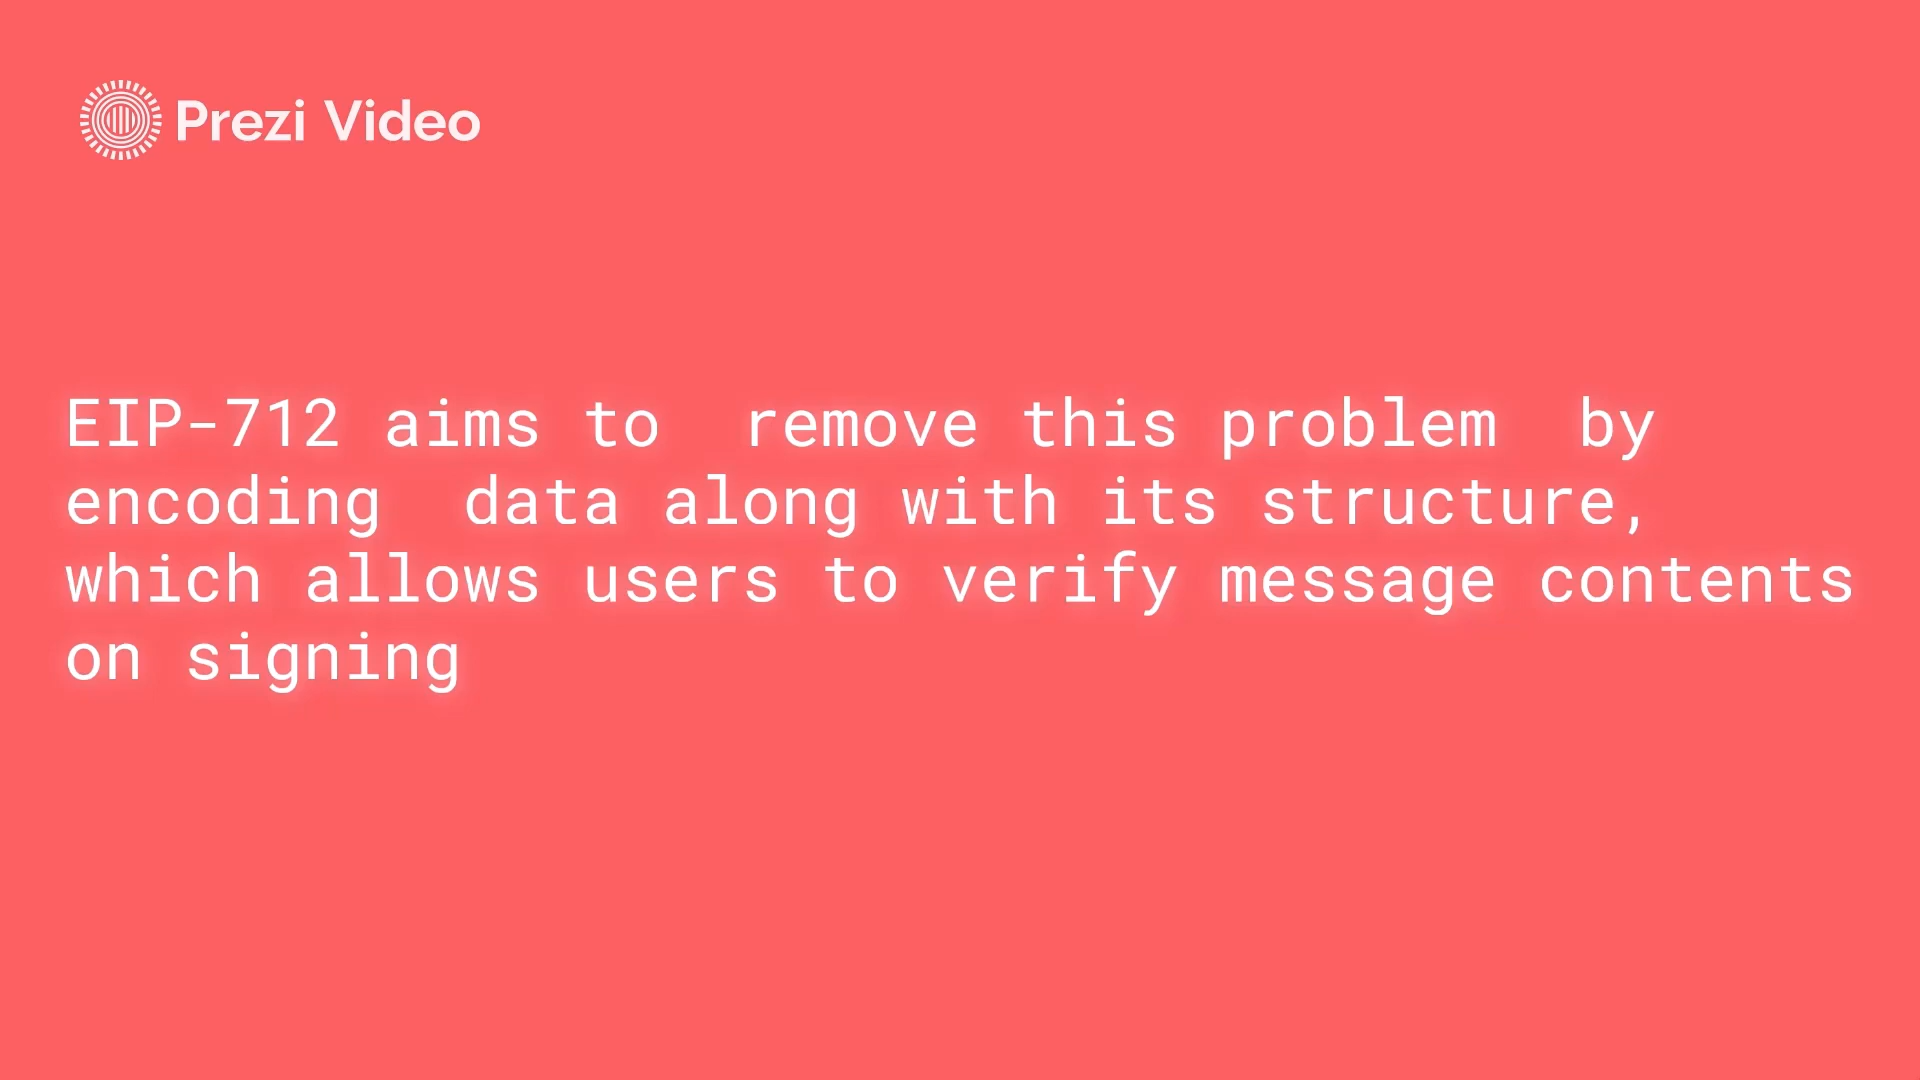 Prezi Video
EIP-712 aims to  remove this problem  by
encoding  data along with its structure,
which allows users to verify message contents
on signing